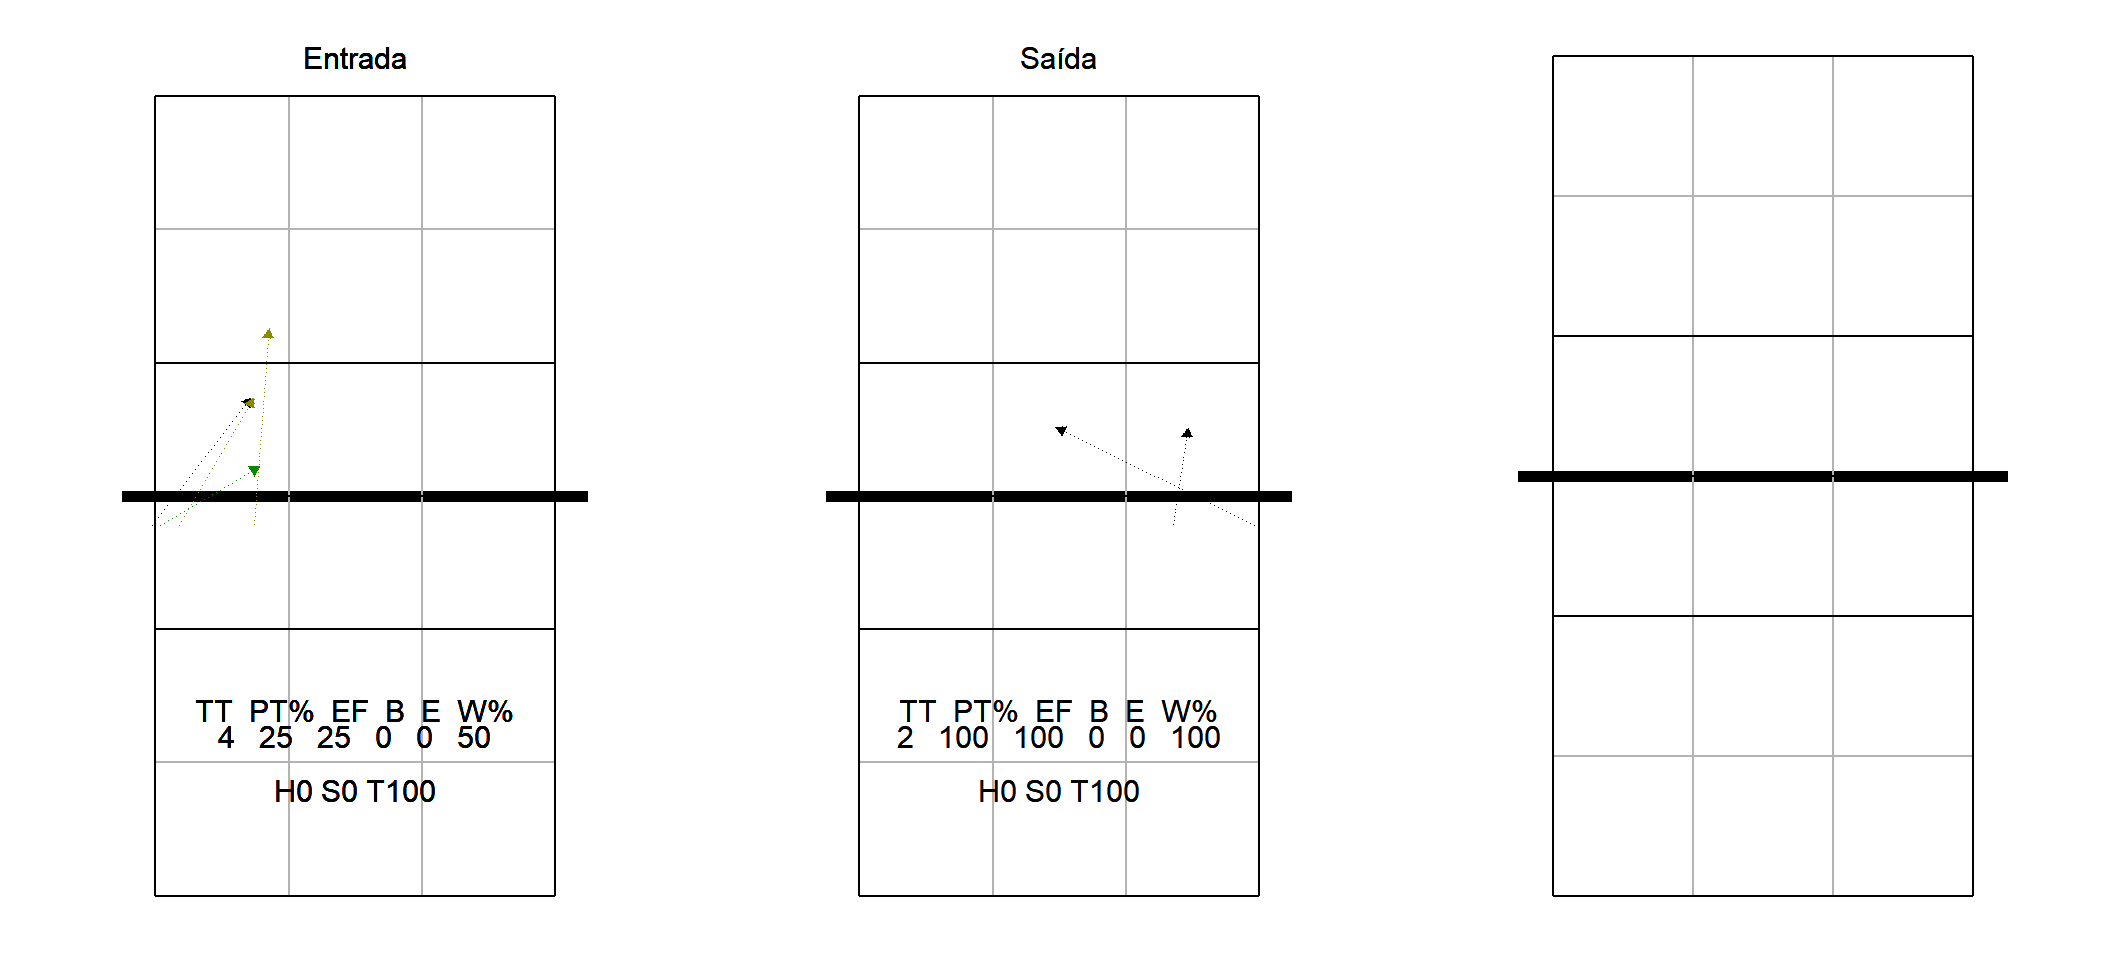 Entrada
TT PT% EF B E W%
4 25 25 0 0 50
H0 S0 T100
Saída
TT PT% EF B E W%
2 100 100 0 0 100
H0 S0 T100